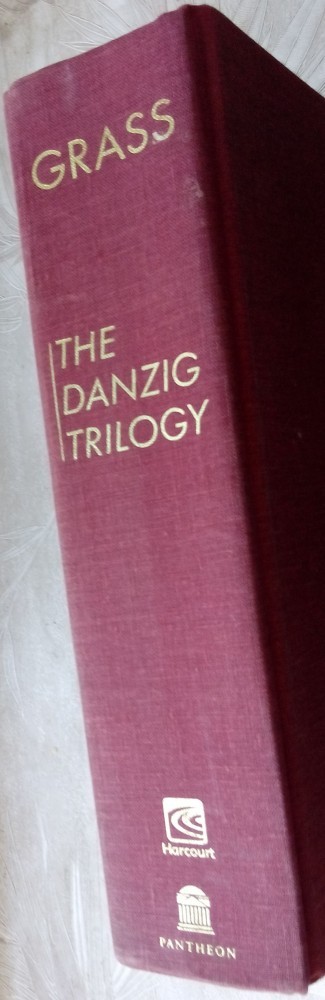 GRASS
THE
DANZIG
TRILOGY
Harcourt
PANTHEON